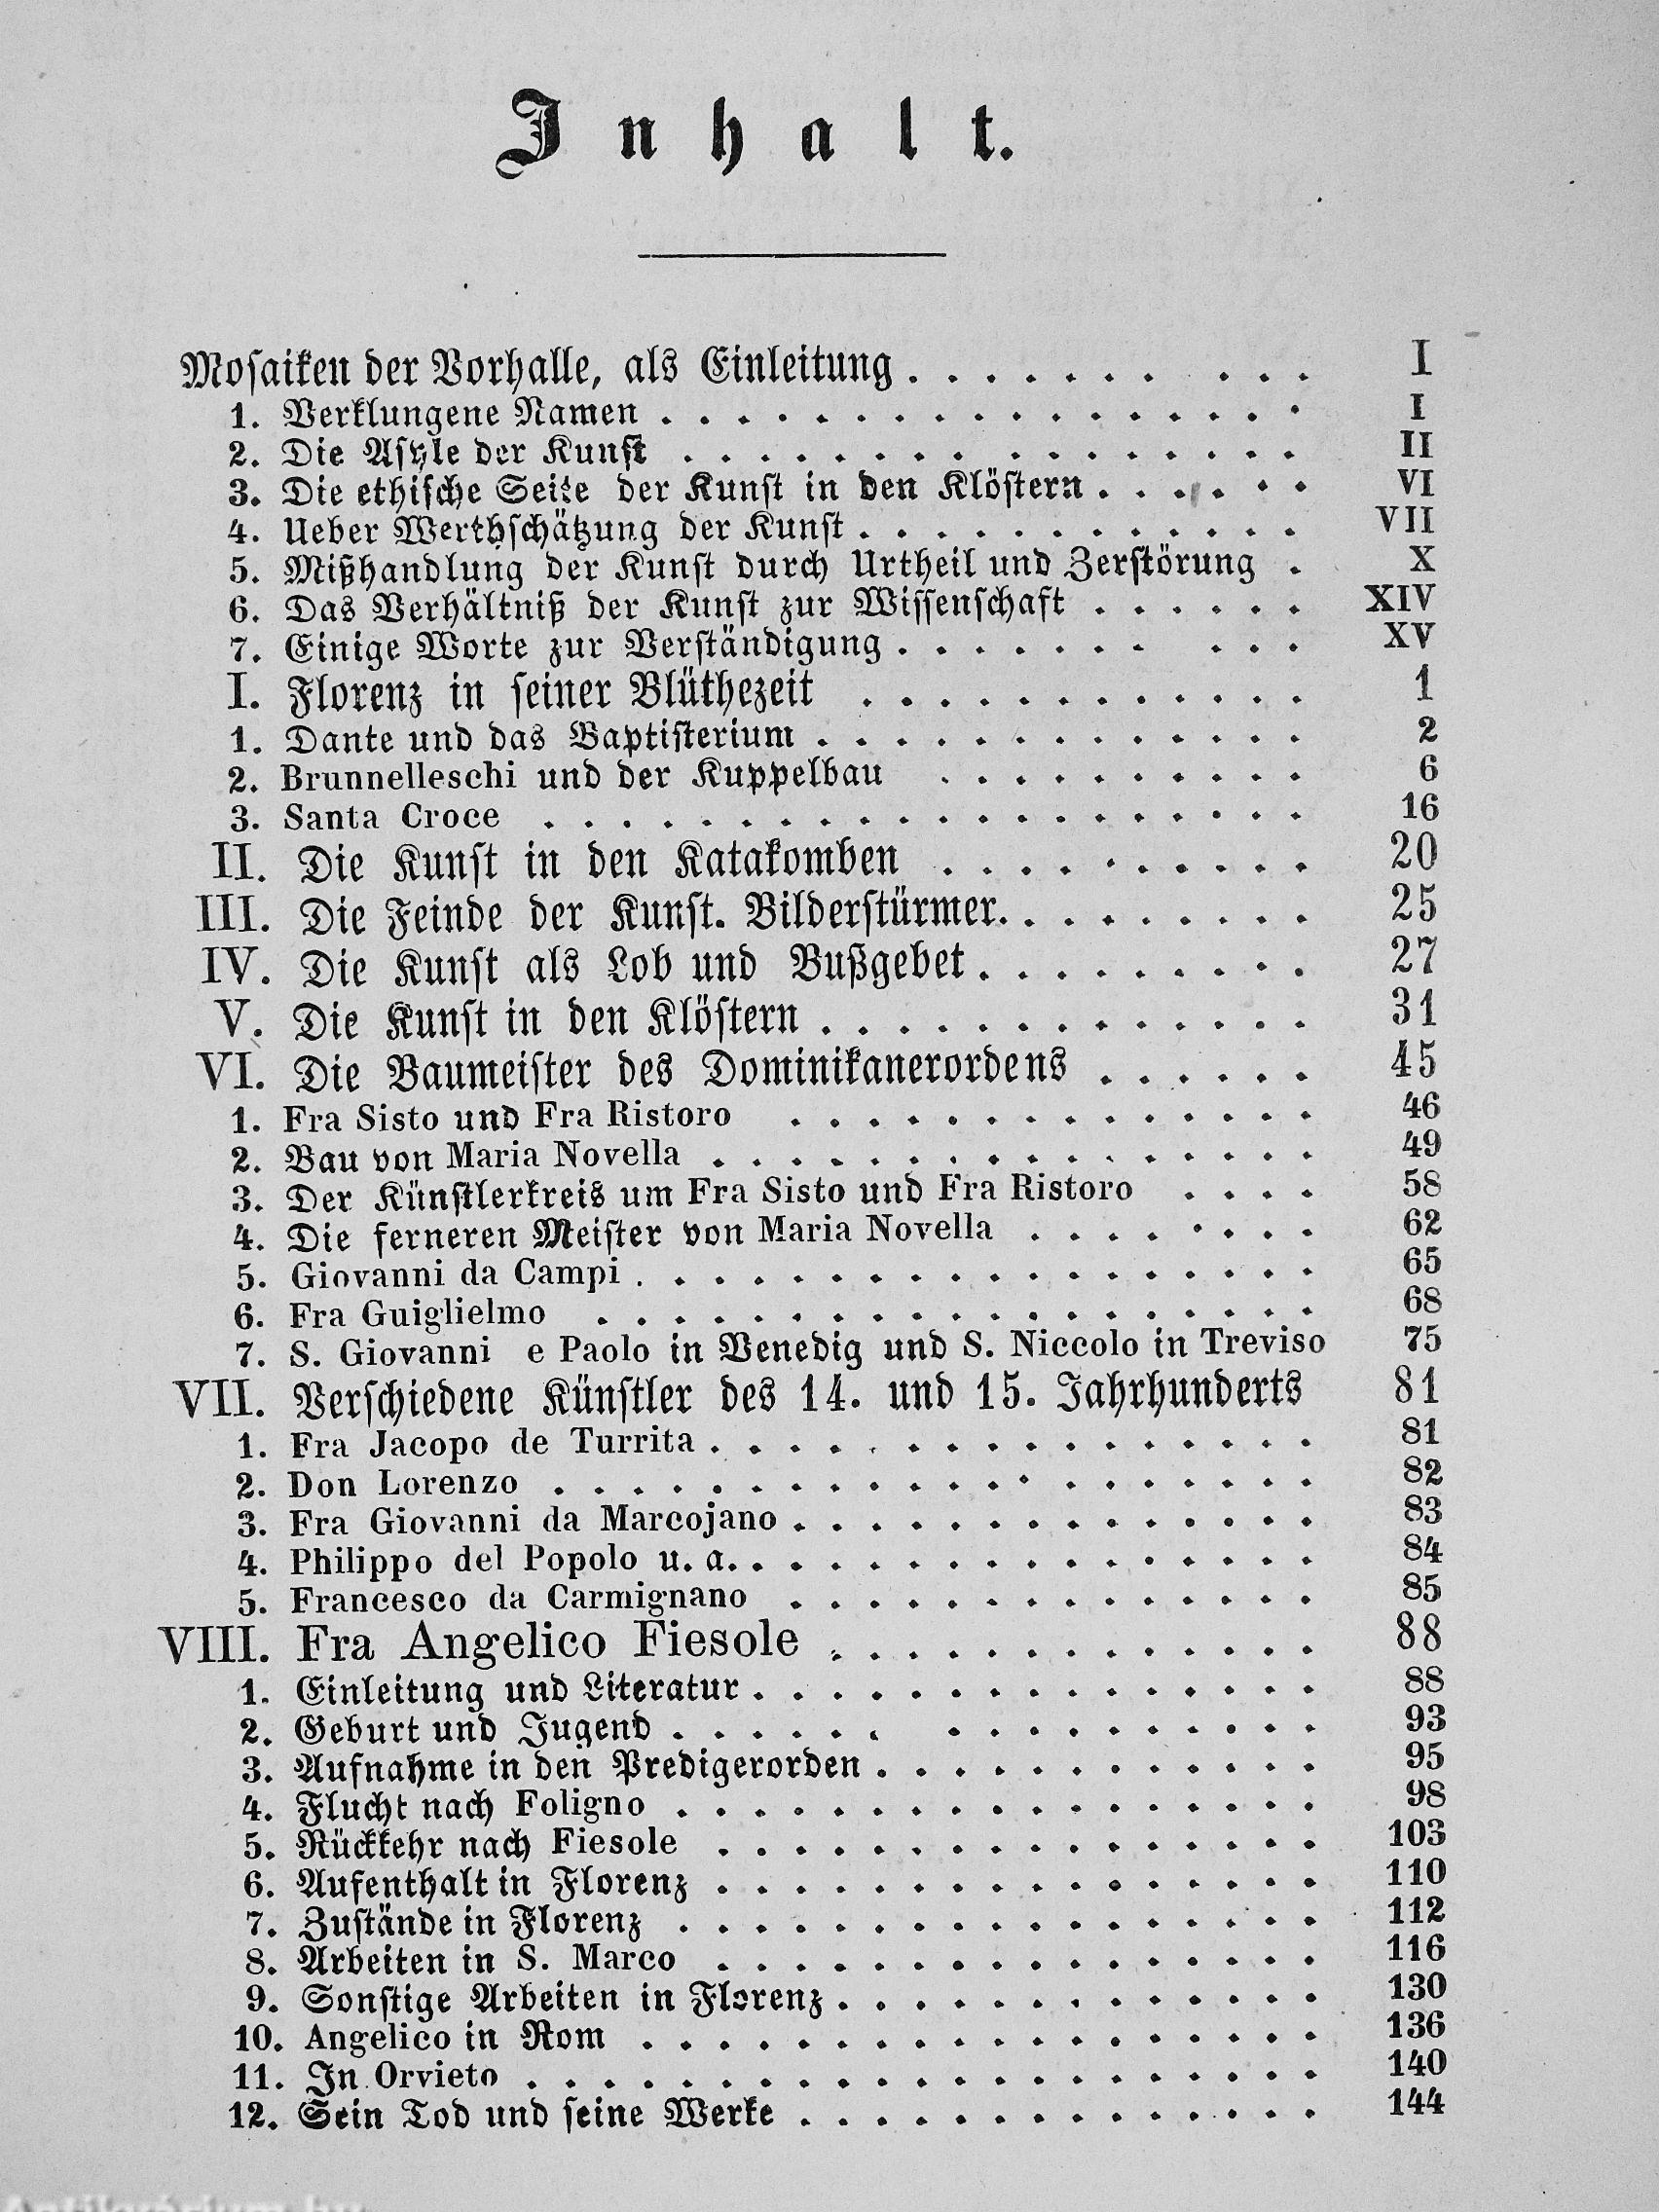 Inhalt.
Mosaiken der Vorhalle, als Einleitung . . . . . . . . . . I
1. Verklungene Namen . . . . . . . . . . . . . . . . . I
2. Die Asyle der Kunst . . . . . . . . . . . . . . . . II
3. Die ethische Seite der Kunst in den Klöstern . . . . . . VI
4. Ueber Werthschätzung der Kunst . . . . . . . . . . . . VII
5. Mißhandlung der Kunst durch Urtheil und Zerstörung . X
6. Das Verhältniß der Kunst zur Wissenschaft . . . . . . XIV
7. Einige Worte zur Verständigung . . . . . . . . . . XV
I. Florenz in seiner Blüthezeit . . . . . . . . . . . . 1
1. Dante und das Baptisterium . . . . . . . . . . . . . 2
2. Brunnelleschi und der Kuppelbau . . . . . . . . . . 6
3. Santa Croce . . . . . . . . . . . . . . . . . . . . 16
II. Die Kunst in den Katakomben . . . . . . . . . . 20
III. Die Feinde der Kunst. Bilderstürmer. . . . . . . . . 25
IV. Die Kunst als Lob und Bußgebet . . . . . . . . . 27
V. Die Kunst in den Klöstern . . . . . . . . . . . . . 31
VI. Die Baumeister des Dominikanerordens . . . . . . 45
1. Fra Sisto und Fra Ristoro . . . . . . . . . . . . . . 46
2. Bau von Maria Novella . . . . . . . . . . . . . . . . 49
3. Der Künstlerkreis um Fra Sisto und Fra Ristoro . . . . 58
4. Die ferneren Meister von Maria Novella . . . . . . . . 62
5. Giovanni da Campi . . . . . . . . . . . . . . . . . . 65
6. Fra Guiglielmo . . . . . . . . . . . . . . . . . . . 68
7. S. Giovanni e Paolo in Venedig und S. Niccolo in Treviso 75
VII. Verschiedene Künstler des 14. und 15. Jahrhunderts 81
1. Fra Jacopo de Turrita . . . . . . . . . . . . . . . . 81
2. Don Lorenzo . . . . . . . . . . . . . . . . . . . . 82
3. Fra Giovanni da Marcojano . . . . . . . . . . . . . . 83
4. Philippo del Popolo u. a. . . . . . . . . . . . . . . . 84
5. Francesco da Carmignano . . . . . . . . . . . . . . 85
VIII. Fra Angelico Fiesole . . . . . . . . . . . . . 88
1. Einleitung und Literatur . . . . . . . . . . . . . . . 88
2. Geburt und Jugend . . . . . . . . . . . . . . . . 93
3. Aufnahme in den Predigerorden . . . . . . . . . . . . 95
4. Flucht nach Foligno . . . . . . . . . . . . . . . . . 98
5. Rückkehr nach Fiesole . . . . . . . . . . . . . . . . 103
6. Aufenthalt in Florenz . . . . . . . . . . . . . . . . 110
7. Zustände in Florenz . . . . . . . . . . . . . . . . . 112
8. Arbeiten in S. Marco . . . . . . . . . . . . . . . . 116
9. Sonstige Arbeiten in Florenz . . . . . . . . . . . . . 130
10. Angelico in Rom . . . . . . . . . . . . . . . . . . 136
11. In Orvieto . . . . . . . . . . . . . . . . . . . . . 140
12. Sein Tod und seine Werke . . . . . . . . . . . . . . 144